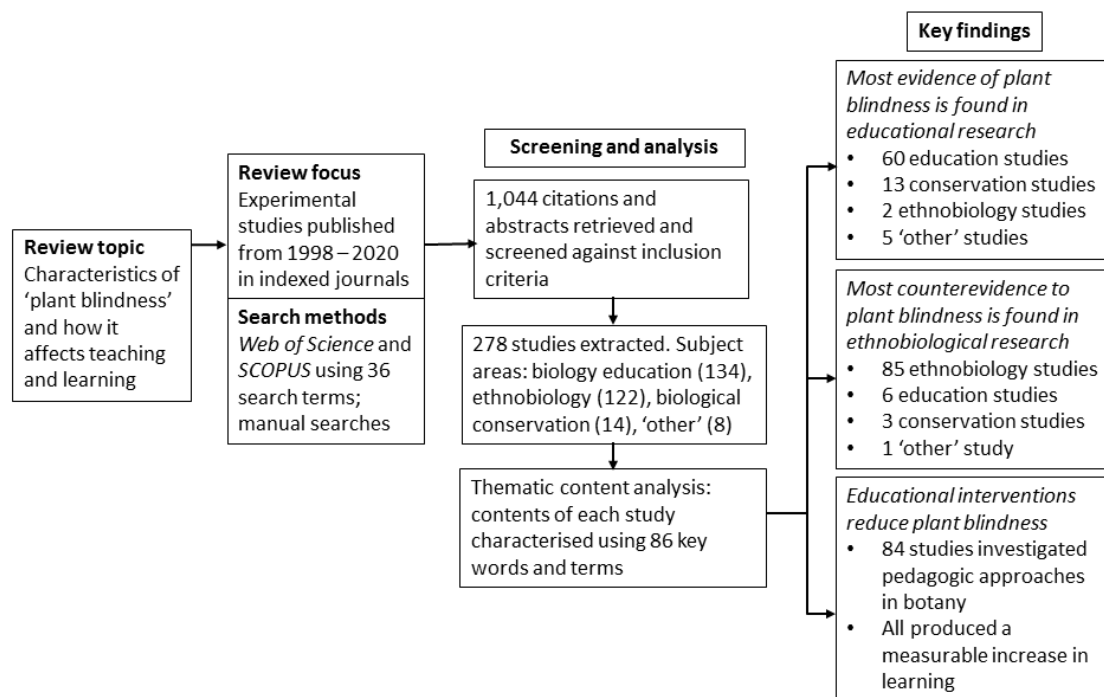 Review topic
Characteristics of
‘plant blindness’
and how it
affects teaching
and learning
Review focus
Experimental
studies published
from 1998 – 2020
in indexed journals
Search methods
Web of Science and
SCOPUS using 36
search terms;
manual searches
Screening and analysis
1,044 citations and
abstracts retrieved and
screened against inclusion
criteria
278 studies extracted. Subject
areas: biology education (134),
ethnobiology (122), biological
conservation (14), ‘other’ (8)
Thematic content analysis:
contents of each study
characterised using 86 key
words and terms
Key findings
Most evidence of plant
blindness is found in
educational research
• 60 education studies
• 13 conservation studies
• 2 ethnobiology studies
• 5 ‘other’ studies
Most counterevidence to
plant blindness is found in
ethnobiological research
• 85 ethnobiology studies
• 6 education studies
• 3 conservation studies
• 1 ‘other’ study
Educational interventions
reduce plant blindness
• 84 studies investigated
pedagogic approaches
in botany
• All produced a
measurable increase in
learning